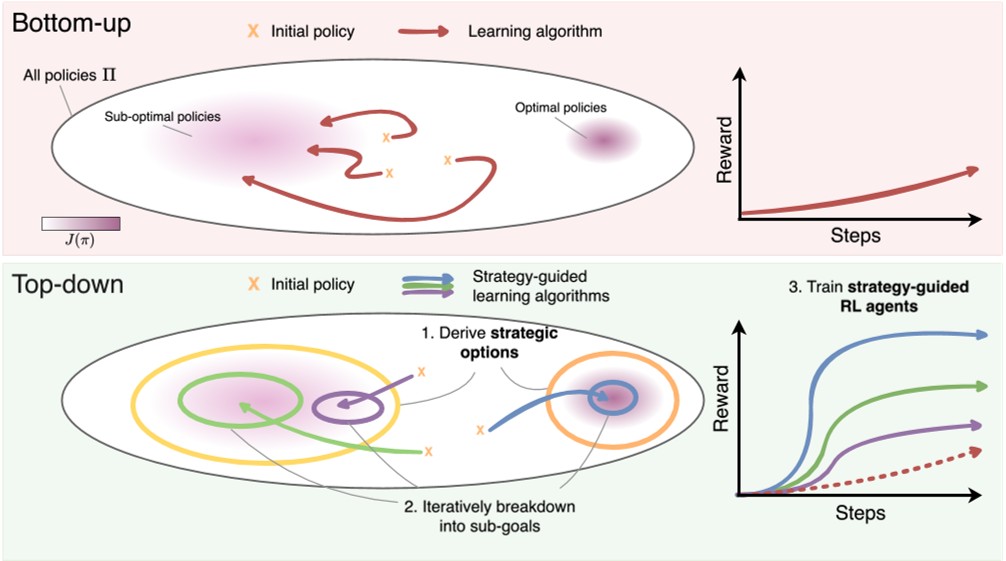 Bottom-up
x Initial policy
Learning algorithm
All policies Π
Sub-optimal policies
Optimal policies
J(π)
Reward
Steps
x
x
x
Top-down
x Initial policy
Strategy-guided
learning algorithms
1. Derive strategic
options
x
x
x
2. Iteratively breakdown
into sub-goals
3. Train strategy-guided
RL agents
Reward
Steps